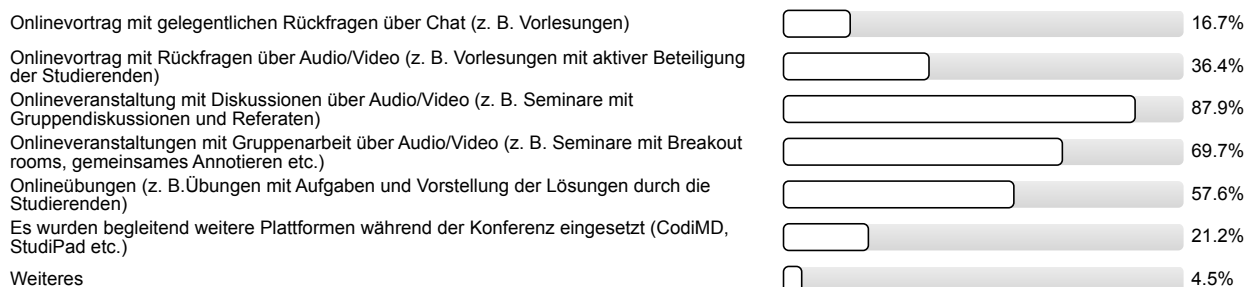 Onlinevortrag mit gelegentlichen Rückfragen über Chat (z. B. Vorlesungen) 16.7%
Onlinevortrag mit Rückfragen über Audio/Video (z. B. Vorlesungen mit aktiver Beteiligung
der Studierenden) 36.4%
Onlineveranstaltung mit Diskussionen über Audio/Video (z. B. Seminare mit
Gruppendiskussionen und Referaten) 87.9%
Onlineveranstaltungen mit Gruppenarbeit über Audio/Video (z. B. Seminare mit Breakout
rooms, gemeinsames Annotieren etc.) 69.7%
Onlineübungen (z. B.Übungen mit Aufgaben und Vorstellung der Lösungen durch die
Studierenden) 57.6%
Es wurden begleitend weitere Plattformen während der Konferenz eingesetzt (CodiMD,
StudiPad etc.) 21.2%
Weiteres 4.5%